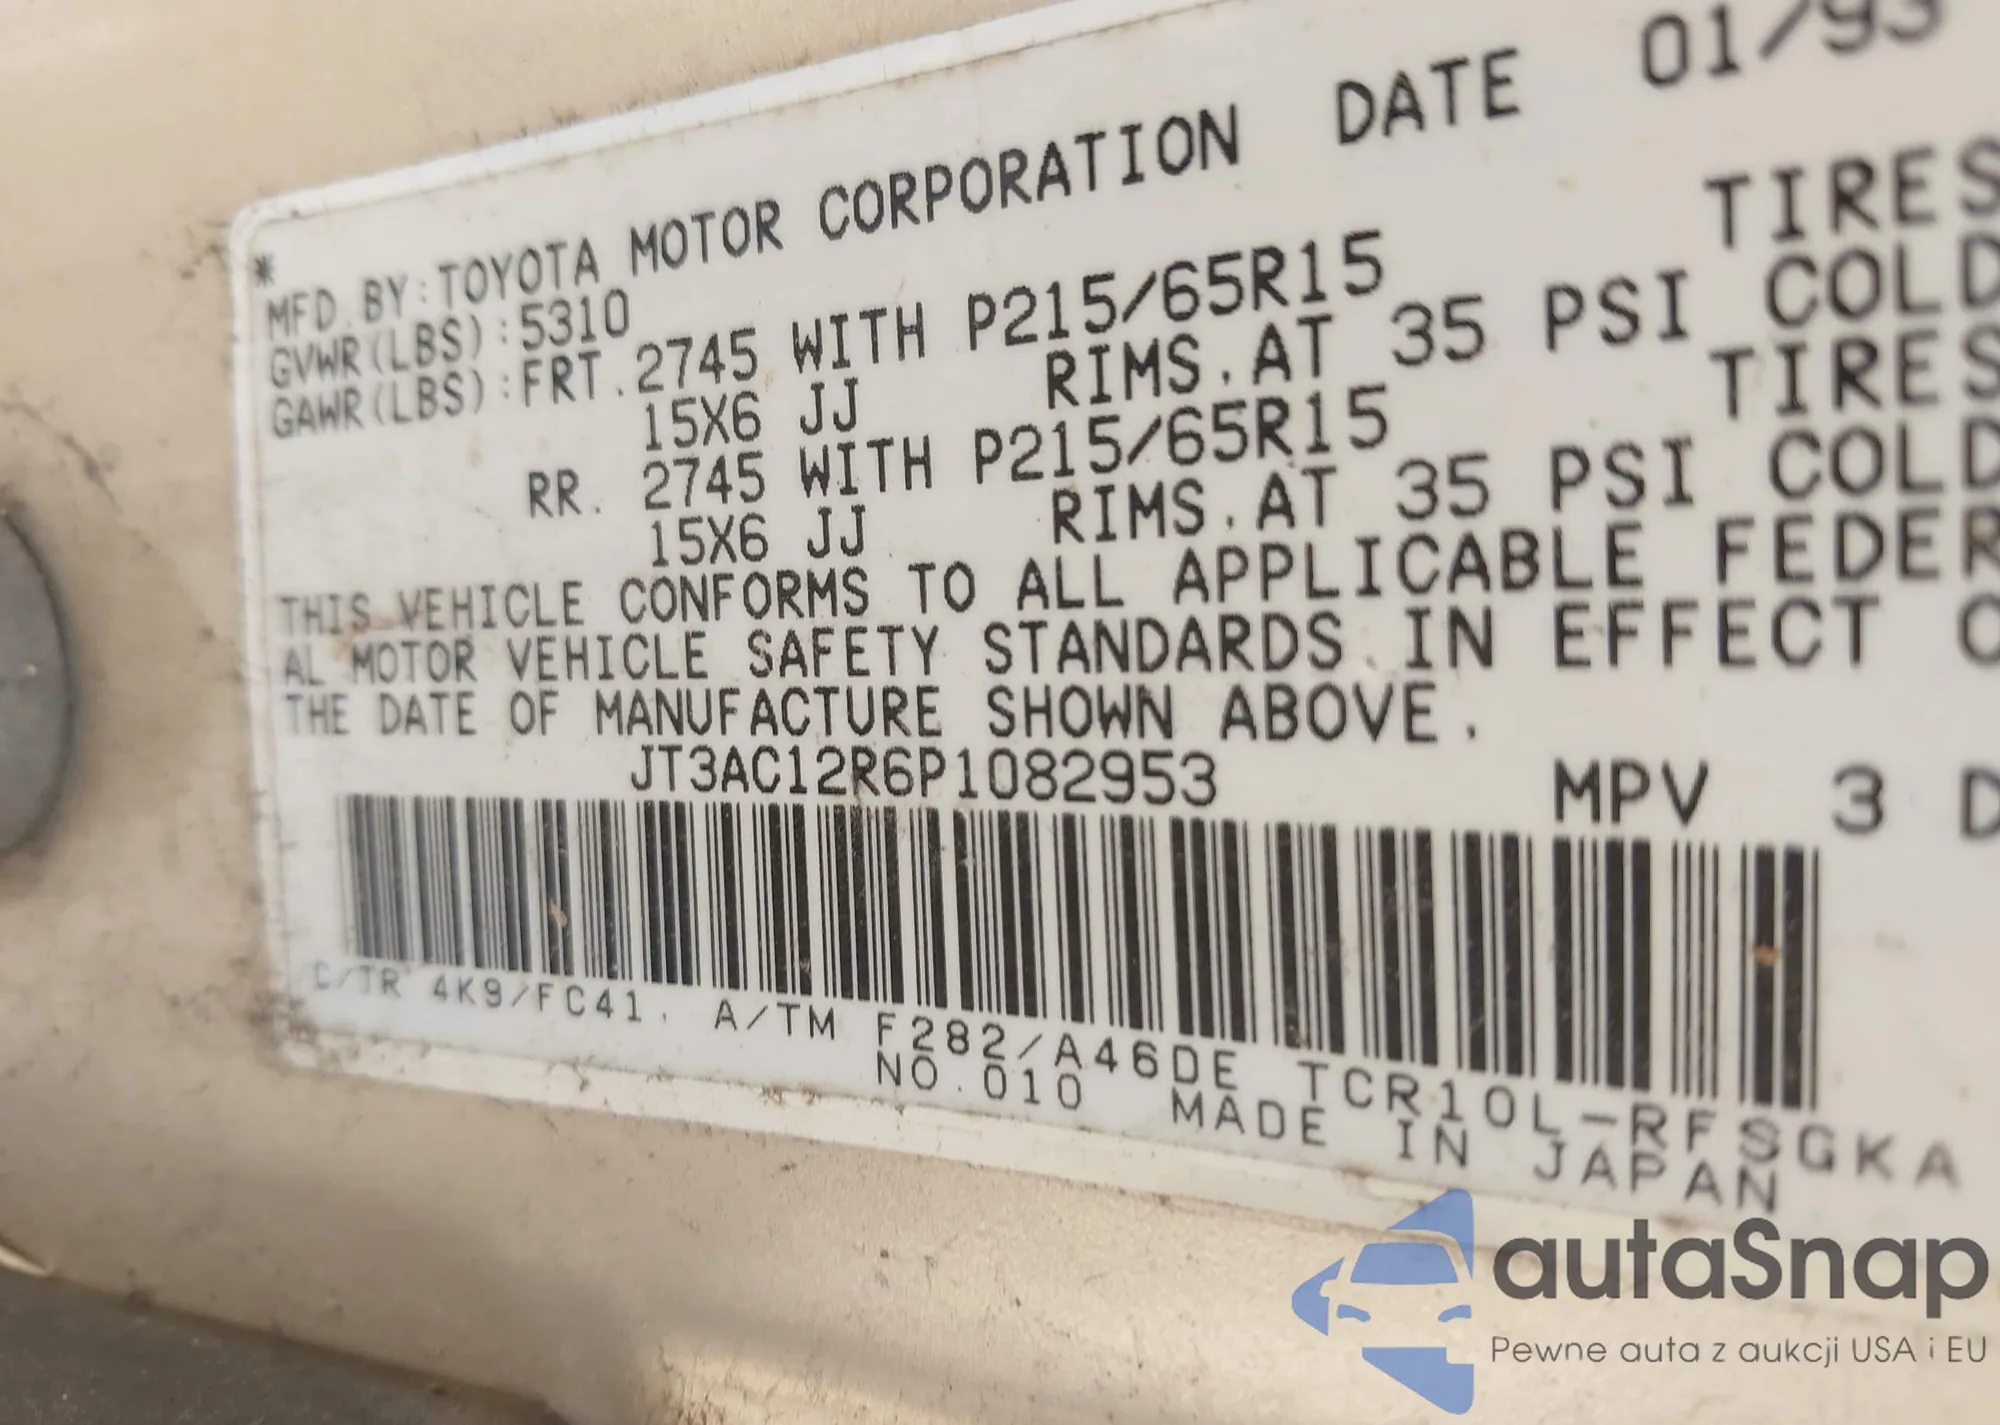 *
MFD. BY: TOYOTA MOTOR CORPORATION DATE 01/93
GVWR(LBS): 5310
GAWR(LBS): FRT. 2745 WITH P215/65R15 TIRES
15X6 JJ RIMS. AT 35 PSI COLD
RR. 2745 WITH P215/65R15 TIRES
15X6 JJ RIMS. AT 35 PSI COLD
THIS VEHICLE CONFORMS TO ALL APPLICABLE FEDER
AL MOTOR VEHICLE SAFETY STANDARDS IN EFFECT O
THE DATE OF MANUFACTURE SHOWN ABOVE.
JT3AC12R6P1082953 MPV 3 D
C/TR 4K9/FC41. A/TM F282/A46DE TCR10L-RFSGKA
NO.010 MADE IN JAPAN
autaSnap
Pewne auta z aukcji USA i EU